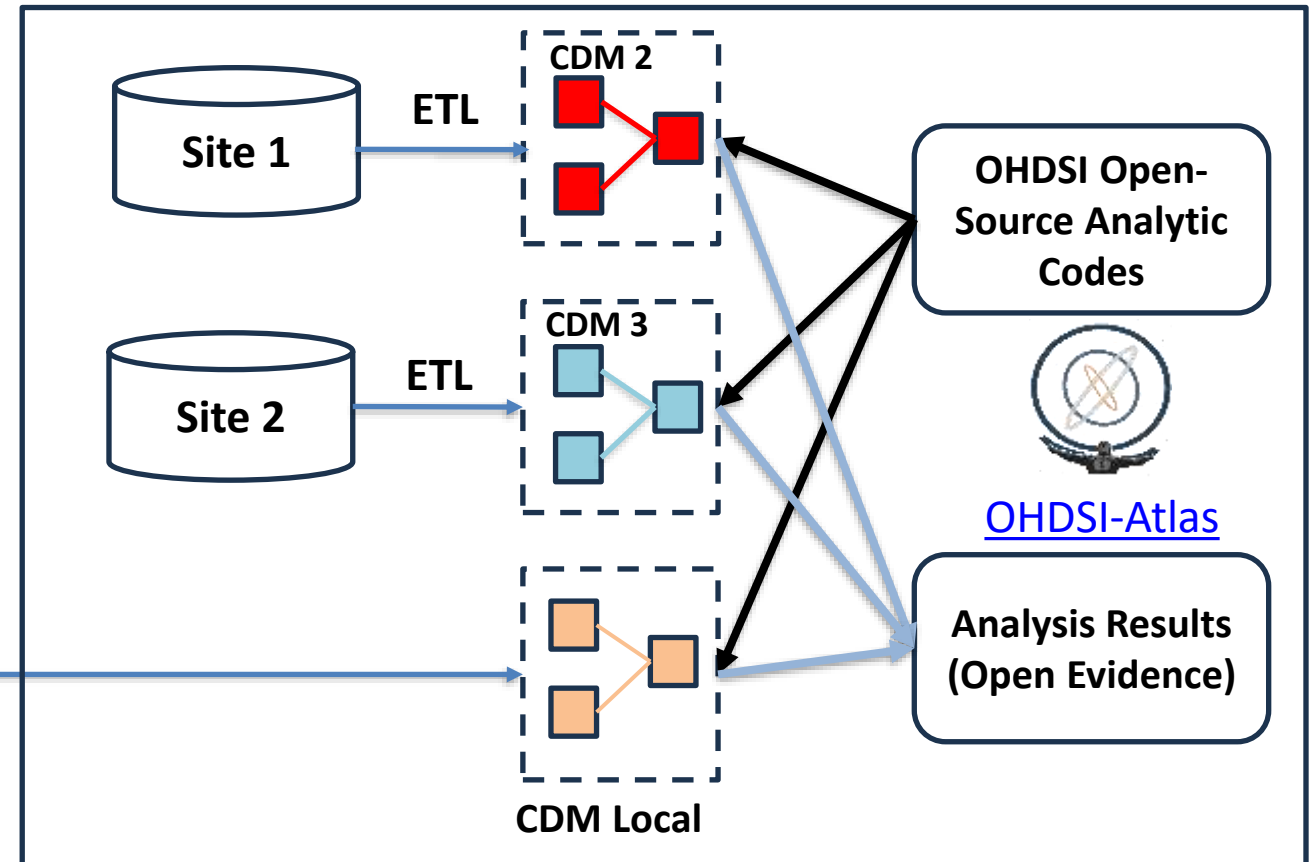 CDM 2
ETL
Site 1
OHDSI Open-
Source Analytic
Codes
CDM 3
ETL
Site 2
OHDSI-Atlas
Analysis Results
(Open Evidence)
CDM Local